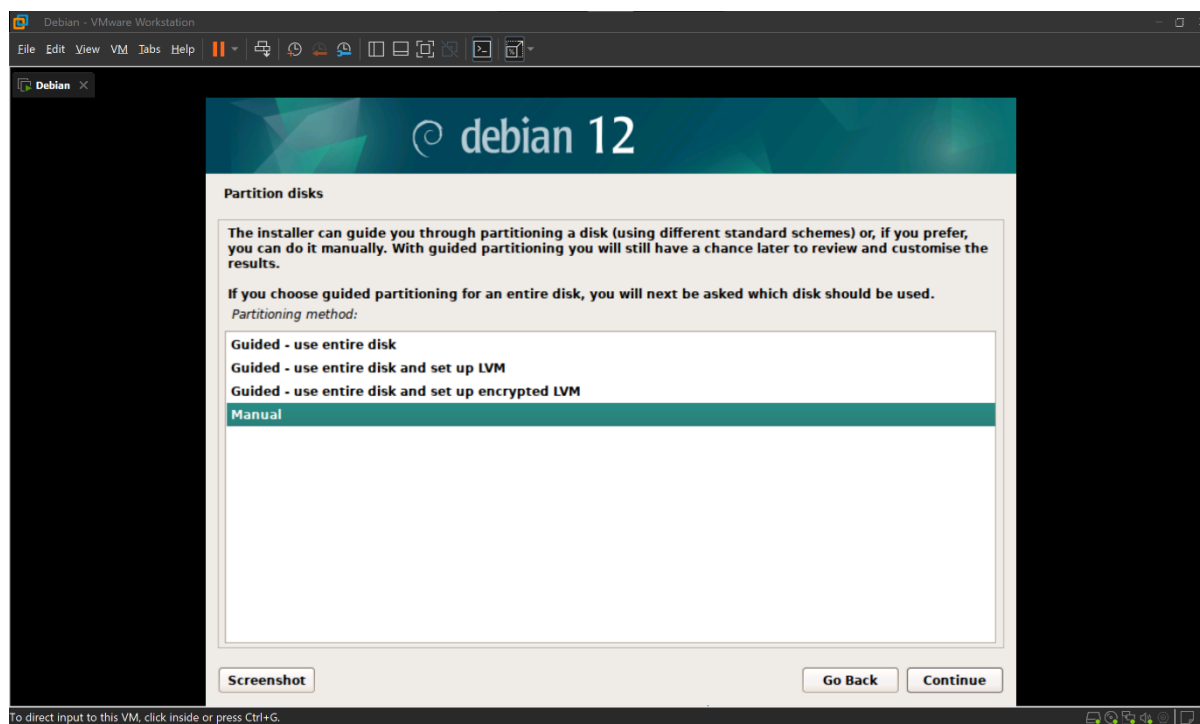 Debian - VMware Workstation
File Edit View VM Tabs Help
Debian
debian 12
Partition disks
The installer can guide you through partitioning a disk (using different standard schemes) or, if you prefer,
you can do it manually. With guided partitioning you will still have a chance later to review and customise the
results.
If you choose guided partitioning for an entire disk, you will next be asked which disk should be used.
Partitioning method:
Guided - use entire disk
Guided - use entire disk and set up LVM
Guided - use entire disk and set up encrypted LVM
Manual
Screenshot Go Back Continue
To direct input to this VM, click inside or press Ctrl+G.